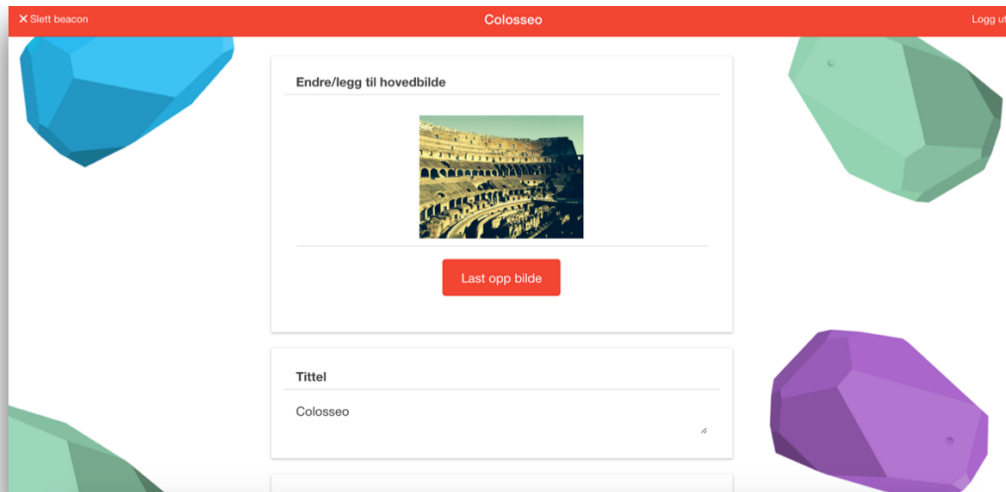 ✕ Slett beacon
Colosseo
Logg ut
Endre/legg til hovedbilde
Last opp bilde
Tittel
Colosseo